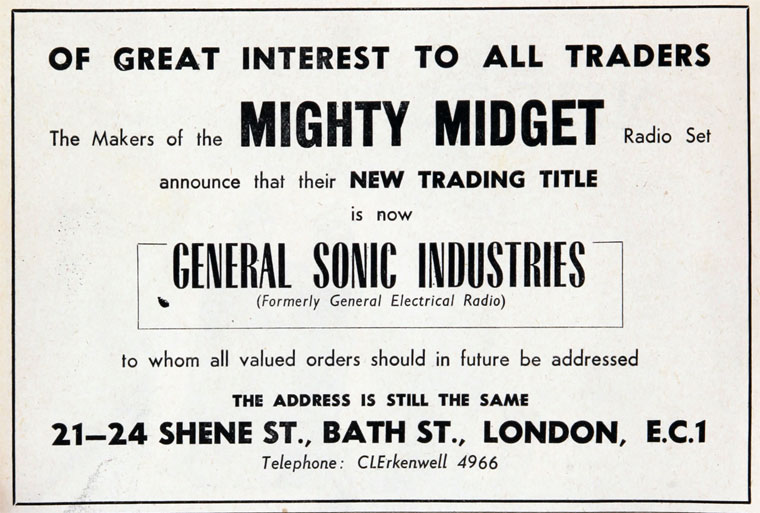 OF GREAT INTEREST TO ALL TRADERS
The Makers of the MIGHTY MIDGET Radio Set
announce that their NEW TRADING TITLE
is now
GENERAL SONIC INDUSTRIES
(Formerly General Electrical Radio)
to whom all valued orders should in future be addressed
THE ADDRESS IS STILL THE SAME
21—24 SHENE ST., BATH ST., LONDON, E.C.1
Telephone: CLErkenwell 4966